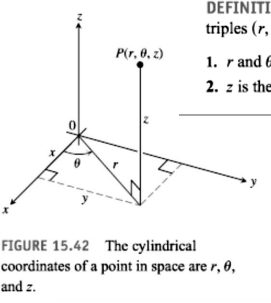 DEFINITI
triples (r,
1. r and θ
2. z is the
z
P(r, θ, z)
0
z
x
θ
r
y
y
x
FIGURE 15.42 The cylindrical
coordinates of a point in space are r, θ,
and z.